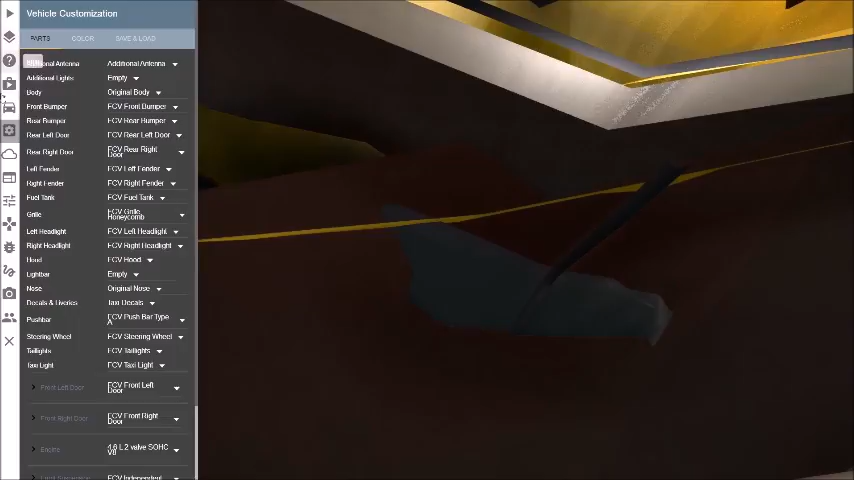 Vehicle Customization
PARTS COLOR SAVE & LOAD
Additional Antenna Additional Antenna
Additional Lights Empty
Body Original Body
Front Bumper FCV Front Bumper
Rear Bumper FCV Rear Bumper
Rear Left Door FCV Rear Left Door
Rear Right Door FCV Rear Right
Door
Left Fender FCV Left Fender
Right Fender FCV Right Fender
Fuel Tank FCV Fuel Tank
Grille FCV Grille
Honeycomb
Left Headlight FCV Left Headlight
Right Headlight FCV Right Headlight
Hood FCV Hood
Lightbar Empty
Nose Original Nose
Decals & Liveries Taxi Decals
Pushbar FCV Push Bar Type
A
Steering Wheel FCV Steering Wheel
Taillights FCV Taillights
Taxi Light FCV Taxi Light
Front Left Door FCV Front Left
Door
Front Right Door FCV Front Right
Door
Engine 4.6 L 2 valve SOHC
V8
Front Suspension FCV Independent